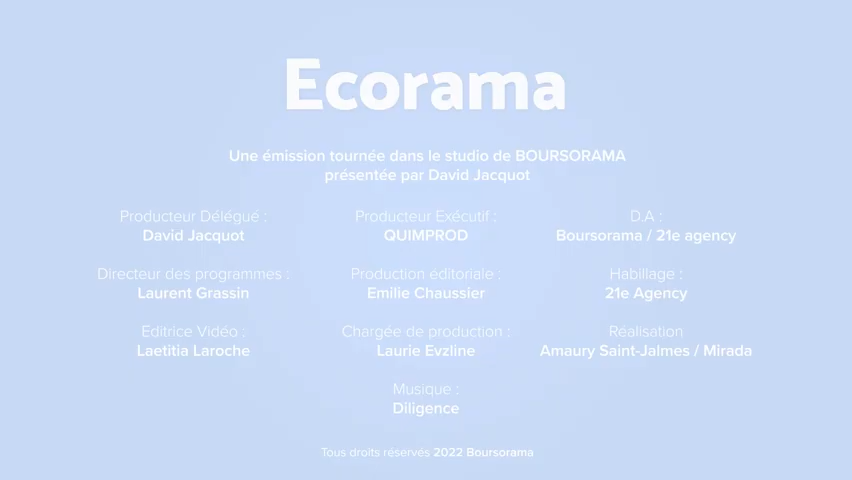 Ecorama
Une émission tournée dans le studio de BOURSORAMA
présentée par David Jacquot
Producteur Délégué :
David Jacquot
Producteur Exécutif :
QUIMPROD
D.A :
Boursorama / 21e agency
Directeur des programmes :
Laurent Grassin
Production éditoriale :
Emilie Chaussier
Habillage :
21e Agency
Editrice Vidéo :
Laetitia Laroche
Chargée de production :
Laurie Evzline
Réalisation
Amaury Saint-Jalmes / Mirada
Musique :
Diligence
Tous droits réservés 2022 Boursorama